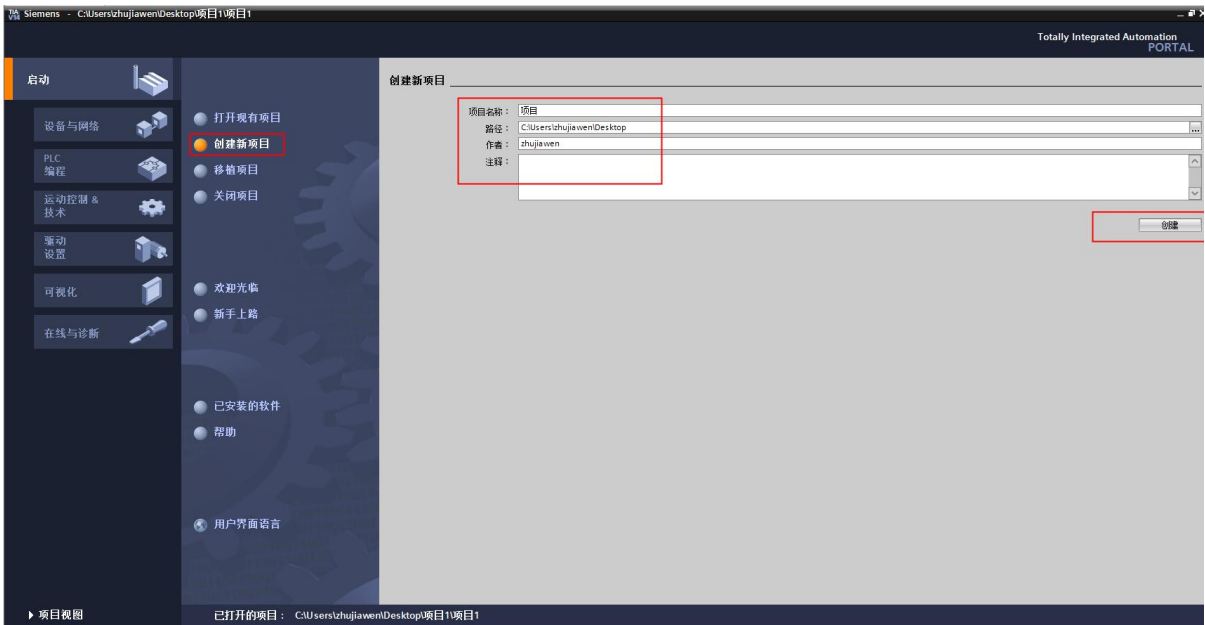 Siemens - C:\Users\zhujiawen\Desktop\项目1\项目1
Totally Integrated Automation
PORTAL
启动
设备与网络
PLC
编程
运动控制 &
技术
驱动
设置
可视化
在线与诊断
打开现有项目
创建新项目
移植项目
关闭项目
欢迎光临
新手上路
已安装的软件
帮助
用户界面语言
创建新项目
项目名称： 项目
路径： C:\Users\zhujiawen\Desktop
...
作者： zhujiawen
注释：
创建
项目视图
已打开的项目： C:\Users\zhujiawen\Desktop\项目1\项目1